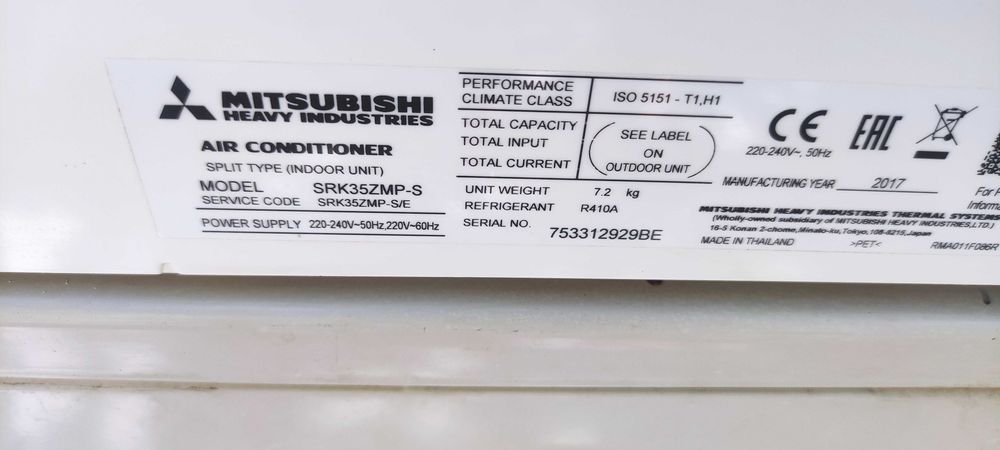 MITSUBISHI
HEAVY INDUSTRIES
AIR CONDITIONER
SPLIT TYPE (INDOOR UNIT)
MODEL SRK35ZMP-S
SERVICE CODE SRK35ZMP-S/E
POWER SUPPLY 220-240V~50Hz,220V~60Hz
PERFORMANCE
CLIMATE CLASS ISO 5151 - T1,H1
TOTAL CAPACITY
TOTAL INPUT
TOTAL CURRENT
SEE LABEL
ON
OUTDOOR UNIT
UNIT WEIGHT 7.2 kg
REFRIGERANT R410A
SERIAL NO. 753312929BE
CE EAC
220-240V~, 50Hz
MANUFACTURING YEAR 2017
For
Informa
MITSUBISHI HEAVY INDUSTRIES THERMAL SYSTEMS
(Wholly-owned subsidiary of MITSUBISHI HEAVY INDUSTRIES,LTD.)
16-5 Konan 2-chome,Minato-ku,Tokyo,108-8215,Japan
MADE IN THAILAND >PET< RMA011F086R